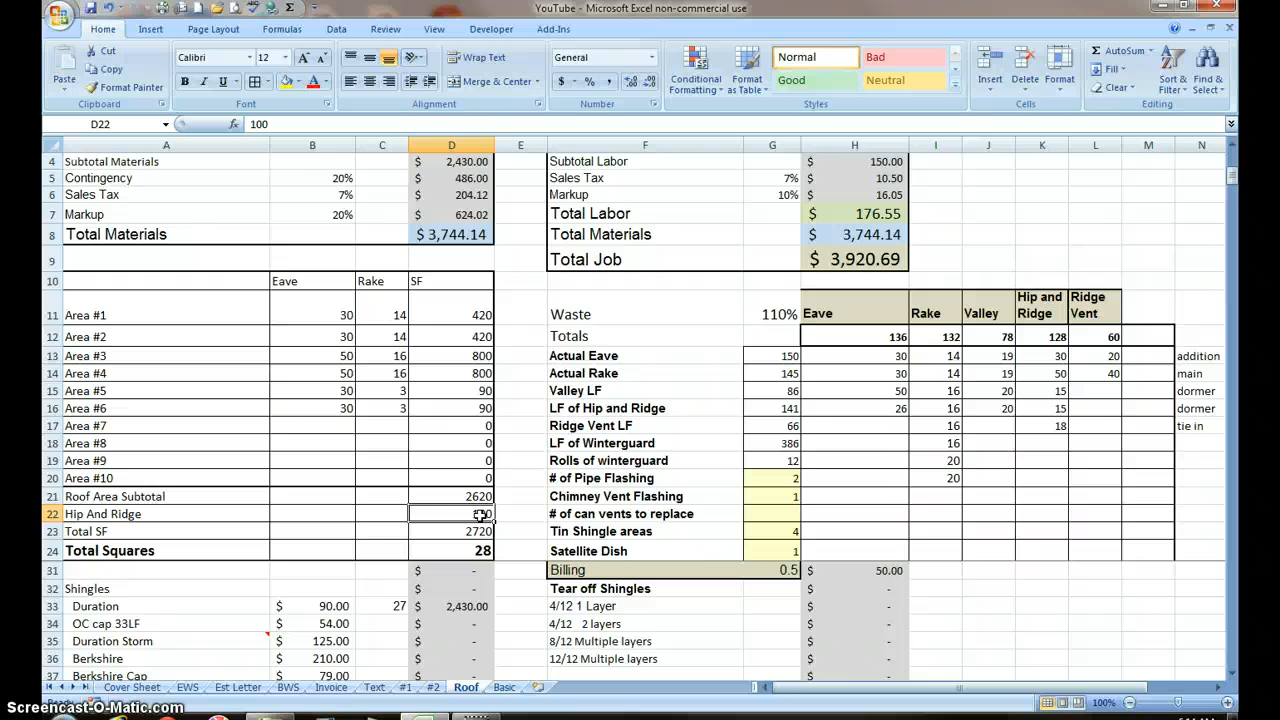 YouTube - Microsoft Excel non-commercial use
Home Insert Page Layout Formulas Data Review View Developer Add-Ins
Cut Calibri 12 Wrap Text General Normal Bad AutoSum
Paste Copy Merge & Center Conditional Formatting Format as Table Good Neutral Insert Delete Format Fill Sort & Filter Find & Select
Format Painter Clear
Clipboard Font Alignment Number Styles Cells Editing
D22 fx 100
A B C D E F G H I J K L M N
4 Subtotal Materials $ 2,430.00 Subtotal Labor $ 150.00
5 Contingency 20% $ 486.00 Sales Tax 7% $ 10.50
6 Sales Tax 7% $ 204.12 Markup 10% $ 16.05
7 Markup 20% $ 624.02 Total Labor $ 176.55
8 Total Materials $ 3,744.14 Total Materials $ 3,744.14
9 Total Job $ 3,920.69
10 Eave Rake SF
11 Area #1 30 14 420 Waste 110% Eave Rake Valley Hip and Ridge Ridge Vent
12 Area #2 30 14 420 Totals 136 132 78 128 60
13 Area #3 50 16 800 Actual Eave 150 30 14 19 30 20 addition
14 Area #4 50 16 800 Actual Rake 145 30 14 19 50 40 main
15 Area #5 30 3 90 Valley LF 86 50 16 20 15 dormer
16 Area #6 30 3 90 LF of Hip and Ridge 141 26 16 20 15 dormer
17 Area #7 0 Ridge Vent LF 66 16 18 tie in
18 Area #8 0 LF of Winterguard 386 16
19 Area #9 0 Rolls of winterguard 12 20
20 Area #10 0 # of Pipe Flashing 2 20
21 Roof Area Subtotal 2620 Chimney Vent Flashing 1
22 Hip And Ridge # of can vents to replace
23 Total SF 2720 Tin Shingle areas 4
24 Total Squares 28 Satellite Dish 1
31 $ - Billing 0.5 $ 50.00
32 Shingles $ - Tear off Shingles $ -
33 Duration $ 90.00 27 $ 2,430.00 4/12 1 Layer $ -
34 OC cap 33LF $ 54.00 $ - 4/12 2 layers $ -
35 Duration Storm $ 125.00 $ - 8/12 Multiple layers $ -
36 Berkshire $ 210.00 $ - 12/12 Multiple layers $ -
37 Berkshire Cap $ 79.00 $ -
Cover Sheet EWS Est Letter BWS Invoice Text #1 #2 Roof Basic
100%
Screencast-O-Matic.com